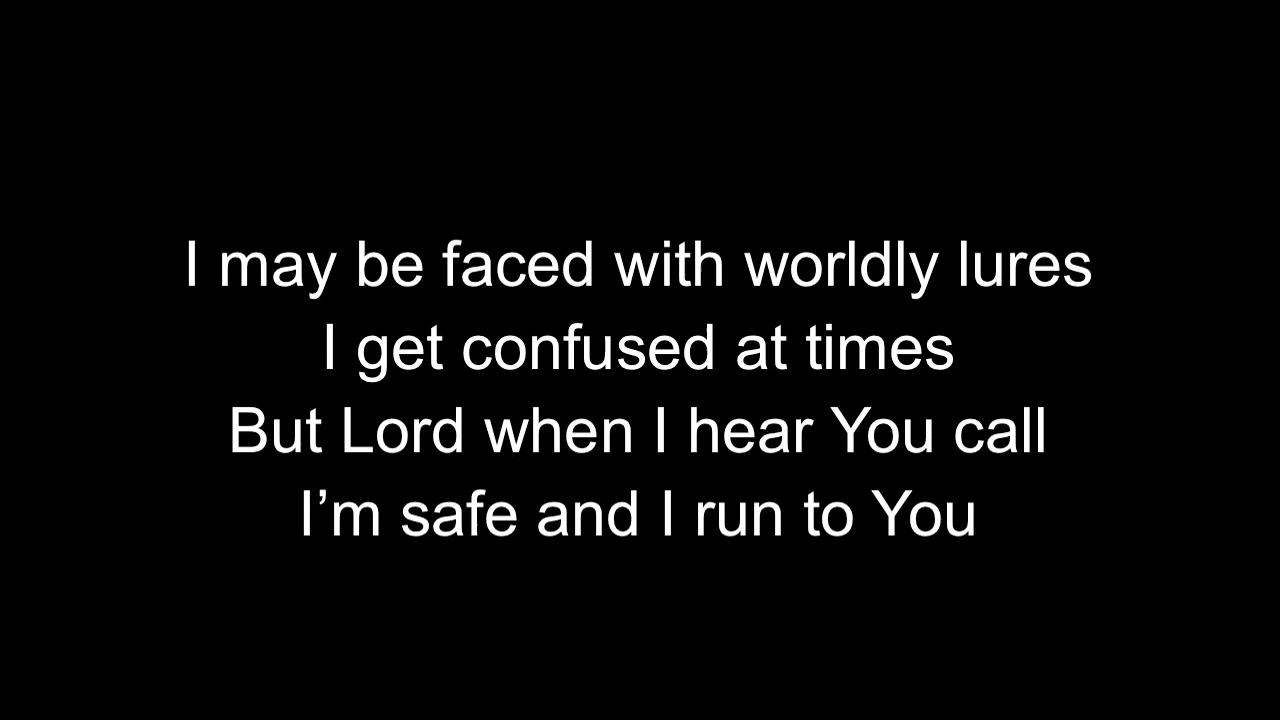 I may be faced with worldly lures
I get confused at times
But Lord when I hear You call
I’m safe and I run to You